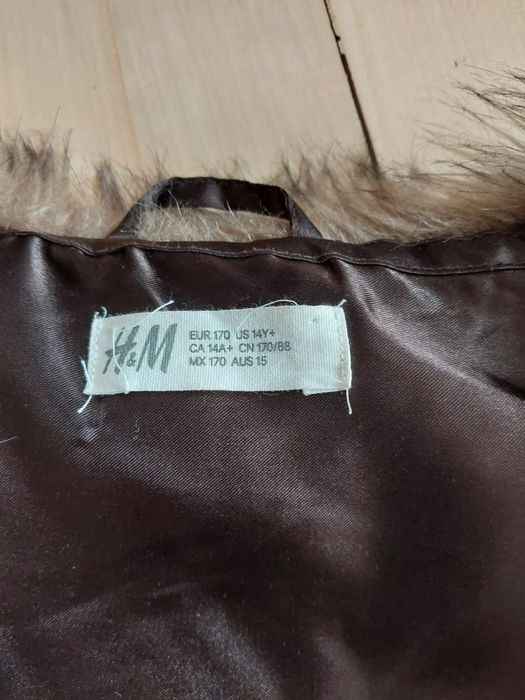 H&M
EUR 170 US 14Y+
CA 14A+ CN 170/88
MX 170 AUS 15